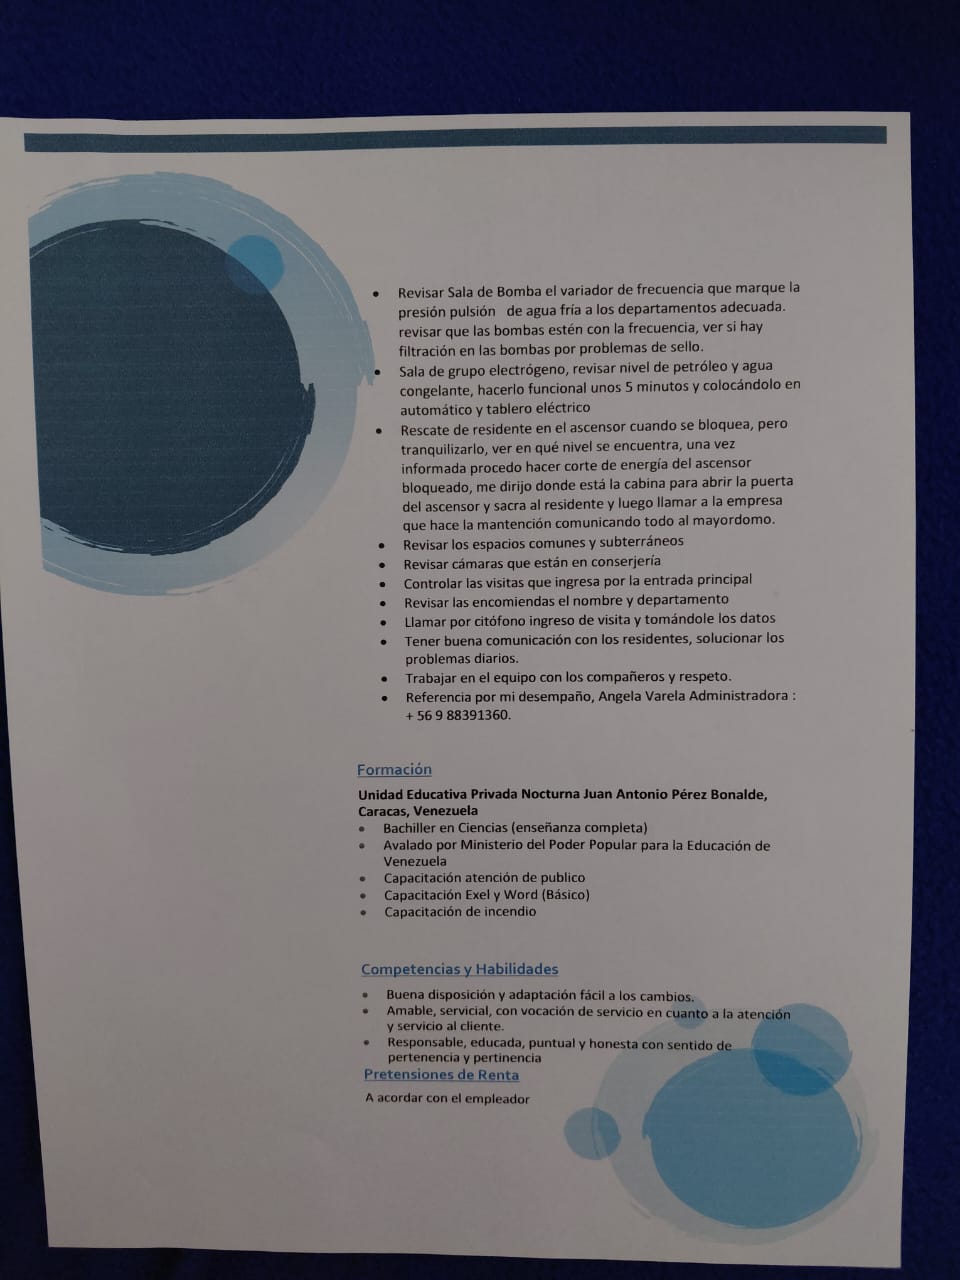 • Revisar Sala de Bomba el variador de frecuencia que marque la
presión pulsión de agua fría a los departamentos adecuada.
revisar que las bombas estén con la frecuencia, ver si hay
filtración en las bombas por problemas de sello.
• Sala de grupo electrógeno, revisar nivel de petróleo y agua
congelante, hacerlo funcional unos 5 minutos y colocándolo en
automático y tablero eléctrico
• Rescate de residente en el ascensor cuando se bloquea, pero
tranquilizarlo, ver en qué nivel se encuentra, una vez
informada procedo hacer corte de energía del ascensor
bloqueado, me dirijo donde está la cabina para abrir la puerta
del ascensor y sacra al residente y luego llamar a la empresa
que hace la mantención comunicando todo al mayordomo.
• Revisar los espacios comunes y subterráneos
• Revisar cámaras que están en conserjería
• Controlar las visitas que ingresa por la entrada principal
• Revisar las encomiendas el nombre y departamento
• Llamar por citófono ingreso de visita y tomándole los datos
• Tener buena comunicación con los residentes, solucionar los
problemas diarios.
• Trabajar en el equipo con los compañeros y respeto.
• Referencia por mi desempaño, Angela Varela Administradora :
+ 56 9 88391360.
Formación
Unidad Educativa Privada Nocturna Juan Antonio Pérez Bonalde,
Caracas, Venezuela
• Bachiller en Ciencias (enseñanza completa)
• Avalado por Ministerio del Poder Popular para la Educación de
Venezuela
• Capacitación atención de publico
• Capacitación Exel y Word (Básico)
• Capacitación de incendio
Competencias y Habilidades
• Buena disposición y adaptación fácil a los cambios.
• Amable, servicial, con vocación de servicio en cuanto a la atención
y servicio al cliente.
• Responsable, educada, puntual y honesta con sentido de
pertenencia y pertinencia
Pretensiones de Renta
A acordar con el empleador